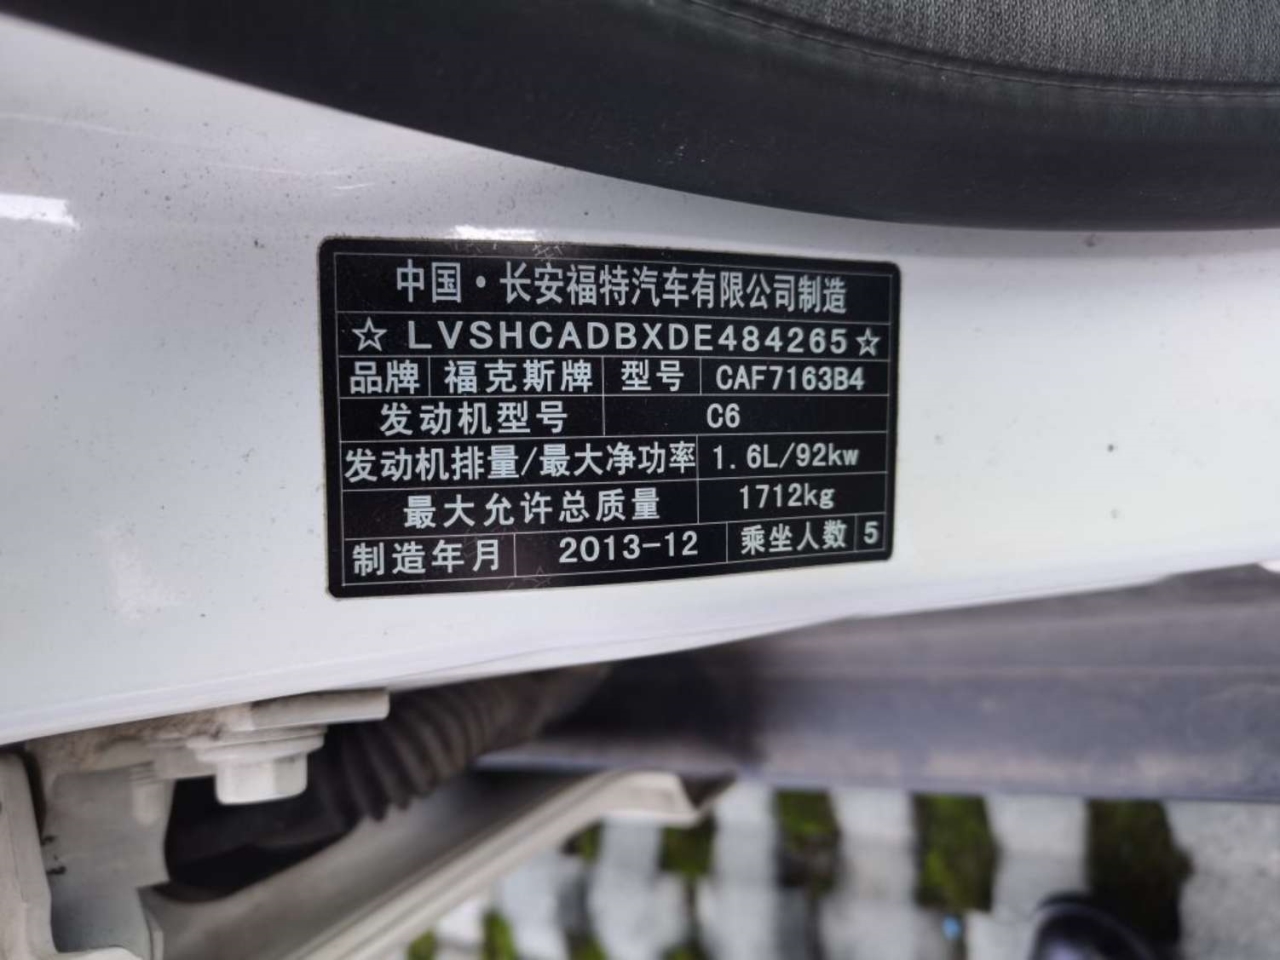 中国·长安福特汽车有限公司制造
☆LVSHCADBXDE484265☆
品牌 福克斯牌 型号 CAF7163B4
发动机型号 C6
发动机排量/最大净功率 1.6L/92kw
最大允许总质量 1712kg
制造年月 2013-12 乘坐人数 5